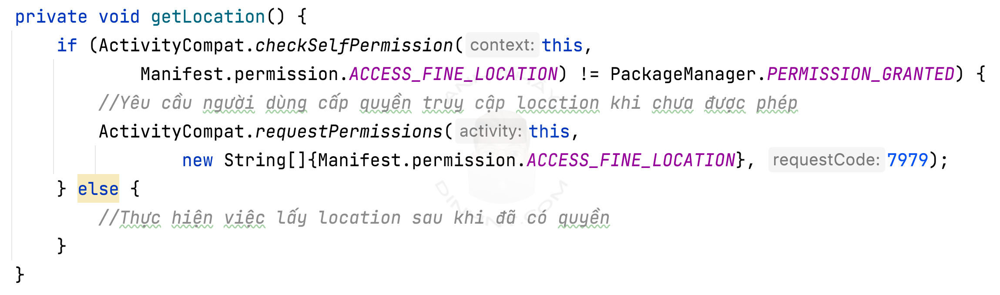 private void getLocation() {
if (ActivityCompat.checkSelfPermission( context: this,
Manifest.permission.ACCESS_FINE_LOCATION) != PackageManager.PERMISSION_GRANTED) {
//Yêu cầu người dùng cấp quyền truy cập locction khi chưa được phép
ActivityCompat.requestPermissions( activity: this,
new String[]{Manifest.permission.ACCESS_FINE_LOCATION}, requestCode: 7979);
} else {
//Thực hiện việc lấy location sau khi đã có quyền
}
}